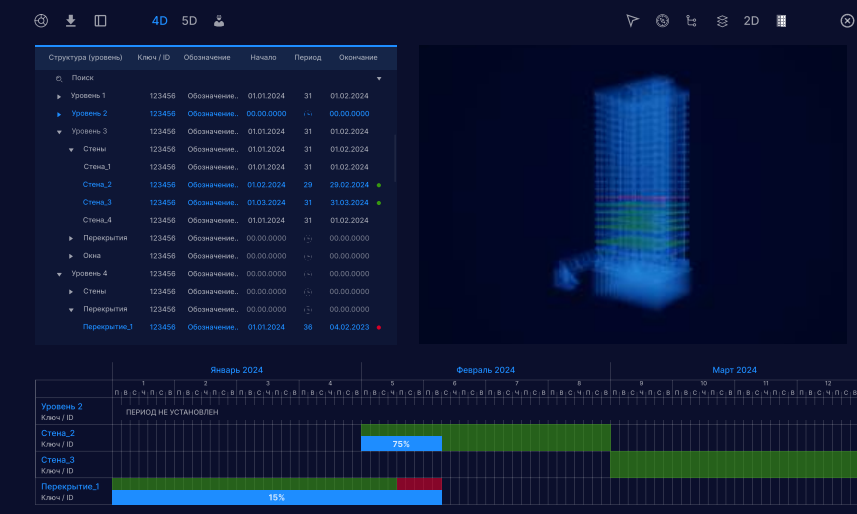 4D 5D 2D
Структура (уровень) Ключ / ID Обозначение Начало Период Окончание
Поиск
Уровень 1 123456 Обозначение.. 01.01.2024 31 01.02.2024
Уровень 2 123456 Обозначение.. 00.00.0000 00.00.0000
Уровень 3 123456 Обозначение.. 01.01.2024 31 01.02.2024
Стены 123456 Обозначение.. 01.01.2024 31 01.02.2024
Стена_1 123456 Обозначение.. 01.01.2024 31 01.02.2024
Стена_2 123456 Обозначение.. 01.02.2024 29 29.02.2024
Стена_3 123456 Обозначение.. 01.03.2024 31 31.03.2024
Стена_4 123456 Обозначение.. 01.01.2024 31 01.02.2024
Перекрытия 123456 Обозначение.. 00.00.0000 00.00.0000
Окна 123456 Обозначение.. 00.00.0000 00.00.0000
Уровень 4 123456 Обозначение.. 00.00.0000 00.00.0000
Стены 123456 Обозначение.. 00.00.0000 00.00.0000
Перекрытия 123456 Обозначение.. 00.00.0000 00.00.0000
Перекрытие_1 123456 Обозначение.. 01.01.2024 36 04.02.2023
Январь 2024 Февраль 2024 Март 2024
1 2 3 4 5 6 7 8 9 10 11 12
П В С Ч П С В П В С Ч П С В П В С Ч П С В П В С Ч П С В П В С Ч П С В П В С Ч П С В П В С Ч П С В П В С Ч П С В П В С Ч П С В П В С Ч П С В П В С Ч П С В П В С Ч П С В
Уровень 2
Ключ / ID
ПЕРИОД НЕ УСТАНОВЛЕН
Стена_2
Ключ / ID
75%
Стена_3
Ключ / ID
Перекрытие_1
Ключ / ID
15%